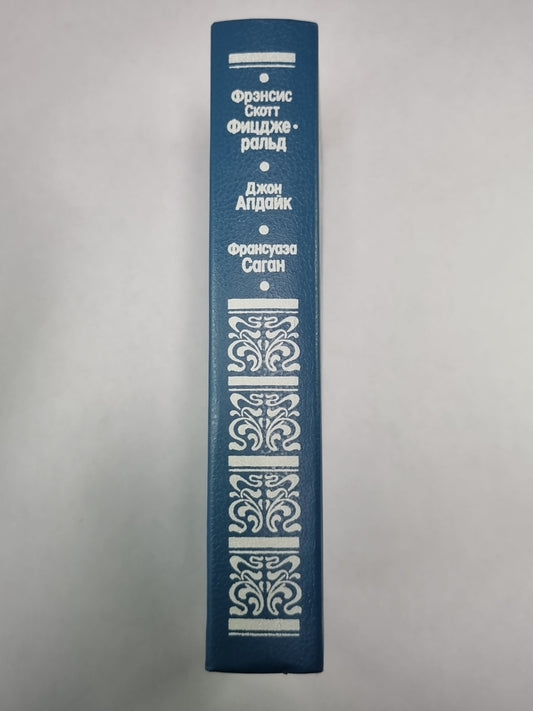 Фрэнсис
Скотт
Фицдже-
ральд
Джон
Апдайк
Франсуаза
Саган